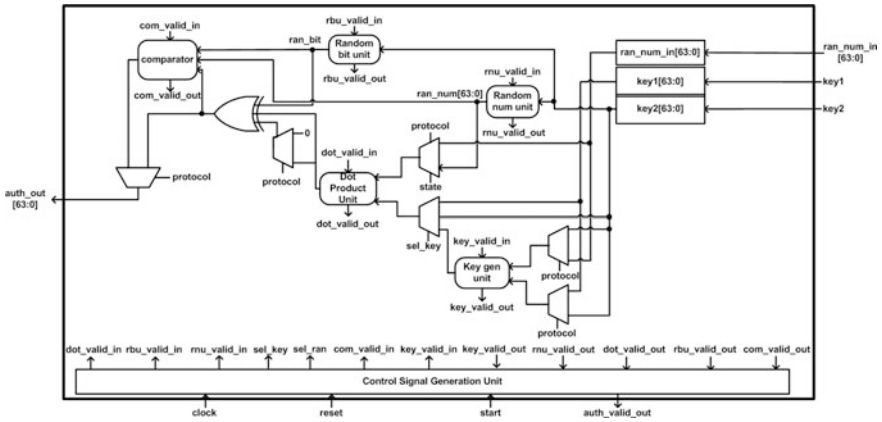 com_valid_in
rbu_valid_in
ran_bit
comparator
Random
bit unit
ran_num_in[63:0]
ran_num_in
[63:0]
rbu_valid_out
rnu_valid_in
key1[63:0]
key1
com_valid_out
ran_num[63:0]
Random
num unit
key2[63:0]
key2
rnu_valid_out
protocol
0
dot_valid_in
protocol
protocol
state
Dot
Product
Unit
auth_out
[63:0]
dot_valid_out
sel_key
key_valid_in
Key gen
unit
protocol
key_valid_out
protocol
dot_valid_in
rbu_valid_in
rnu_valid_in
sel_key
sel_ran
com_valid_in
key_valid_in
key_valid_out
rnu_valid_out
dot_valid_out
rbu_valid_out
com_valid_out
Control Signal Generation Unit
clock
reset
start
auth_valid_out